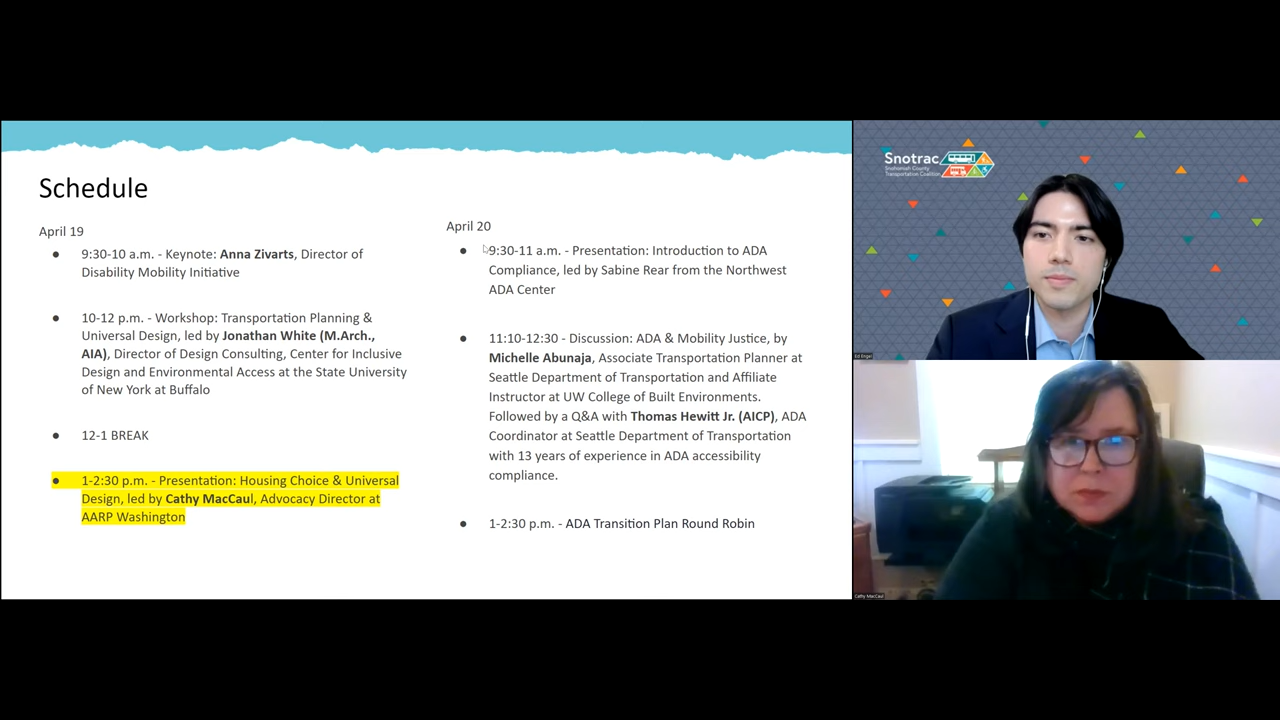 Schedule
April 19
● 9:30-10 a.m. - Keynote: Anna Zivarts, Director of
Disability Mobility Initiative
● 10-12 p.m. - Workshop: Transportation Planning &
Universal Design, led by Jonathan White (M.Arch.,
AIA), Director of Design Consulting, Center for Inclusive
Design and Environmental Access at the State University
of New York at Buffalo
● 12-1 BREAK
● 1-2:30 p.m. - Presentation: Housing Choice & Universal
Design, led by Cathy MacCaul, Advocacy Director at
AARP Washington
April 20
● 9:30-11 a.m. - Presentation: Introduction to ADA
Compliance, led by Sabine Rear from the Northwest
ADA Center
● 11:10-12:30 - Discussion: ADA & Mobility Justice, by
Michelle Abunaja, Associate Transportation Planner at
Seattle Department of Transportation and Affiliate
Instructor at UW College of Built Environments.
Followed by a Q&A with Thomas Hewitt Jr. (AICP), ADA
Coordinator at Seattle Department of Transportation
with 13 years of experience in ADA accessibility
compliance.
● 1-2:30 p.m. - ADA Transition Plan Round Robin
Snotrac
Snohomish County
Transportation Coalition
Ed Engel
Cathy MacCaul